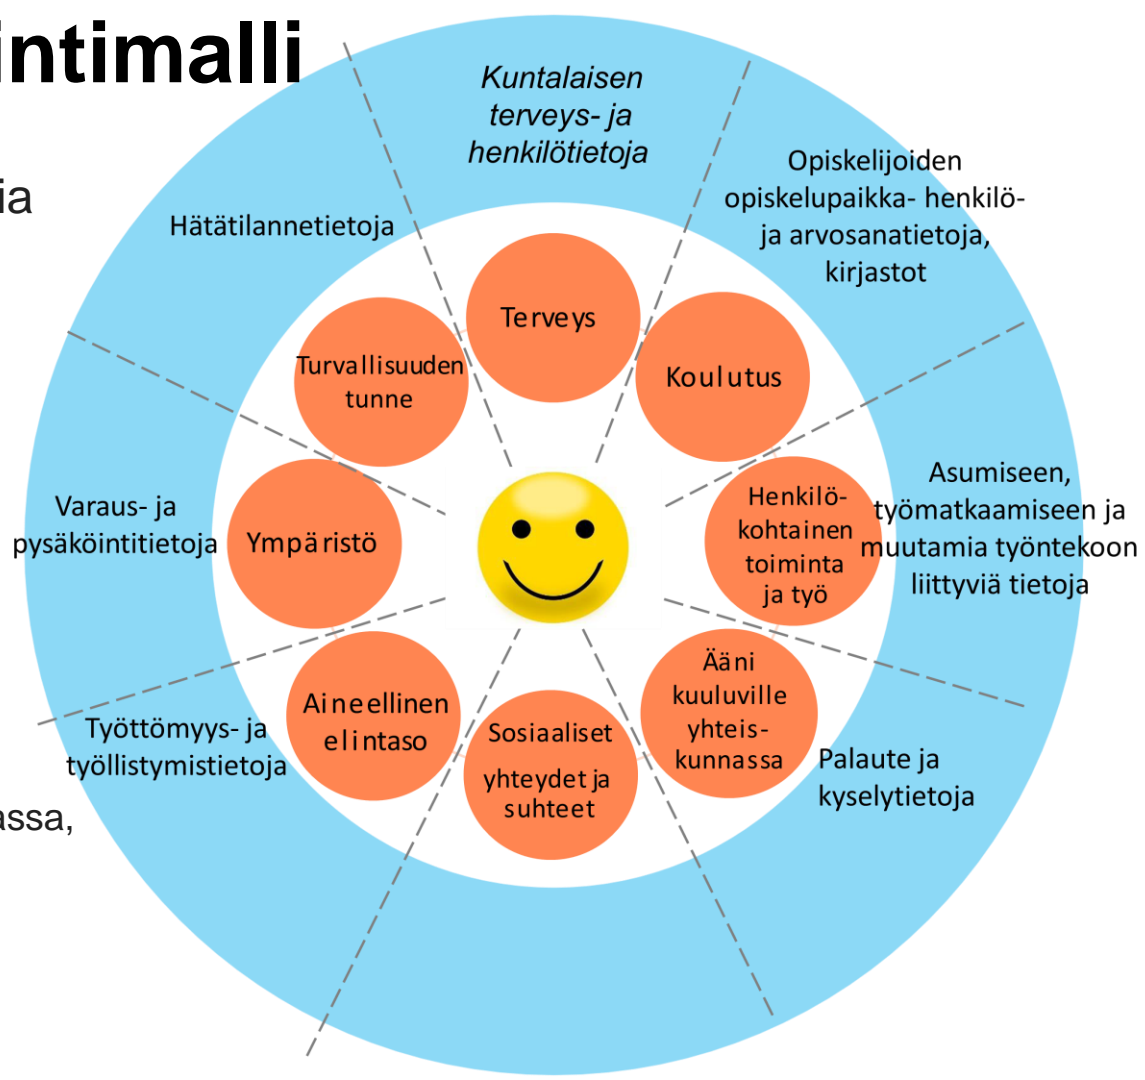 intimalli
ia
assa,
Kuntalaisen
terveys- ja
henkilötietoja
Opiskelijoiden
opiskelupaikka- henkilö-
ja arvosanatietoja,
kirjastot
Asumiseen,
työmatkaamiseen ja
muutamia työntekoon
liittyviä tietoja
Palaute ja
kyselytietoja
Työttömyys- ja
työllistymistietoja
Varaus- ja
pysäköintitietoja
Hätätilannetietoja
Terveys
Koulutus
Henkilö-
kohtainen
toiminta
ja työ
Ääni
kuuluville
yhteis-
kunnassa
Sosiaaliset
yhteydet ja
suhteet
Aineellinen
elintaso
Ympäristö
Turvallisuuden
tunne